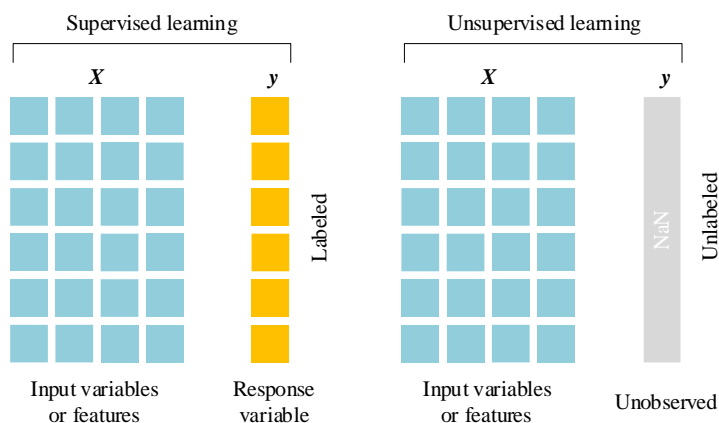 Supervised learning
X
y
Labeled
Input variables
or features
Response
variable
Unsupervised learning
X
y
NaN
Unlabeled
Input variables
or features
Unobserved